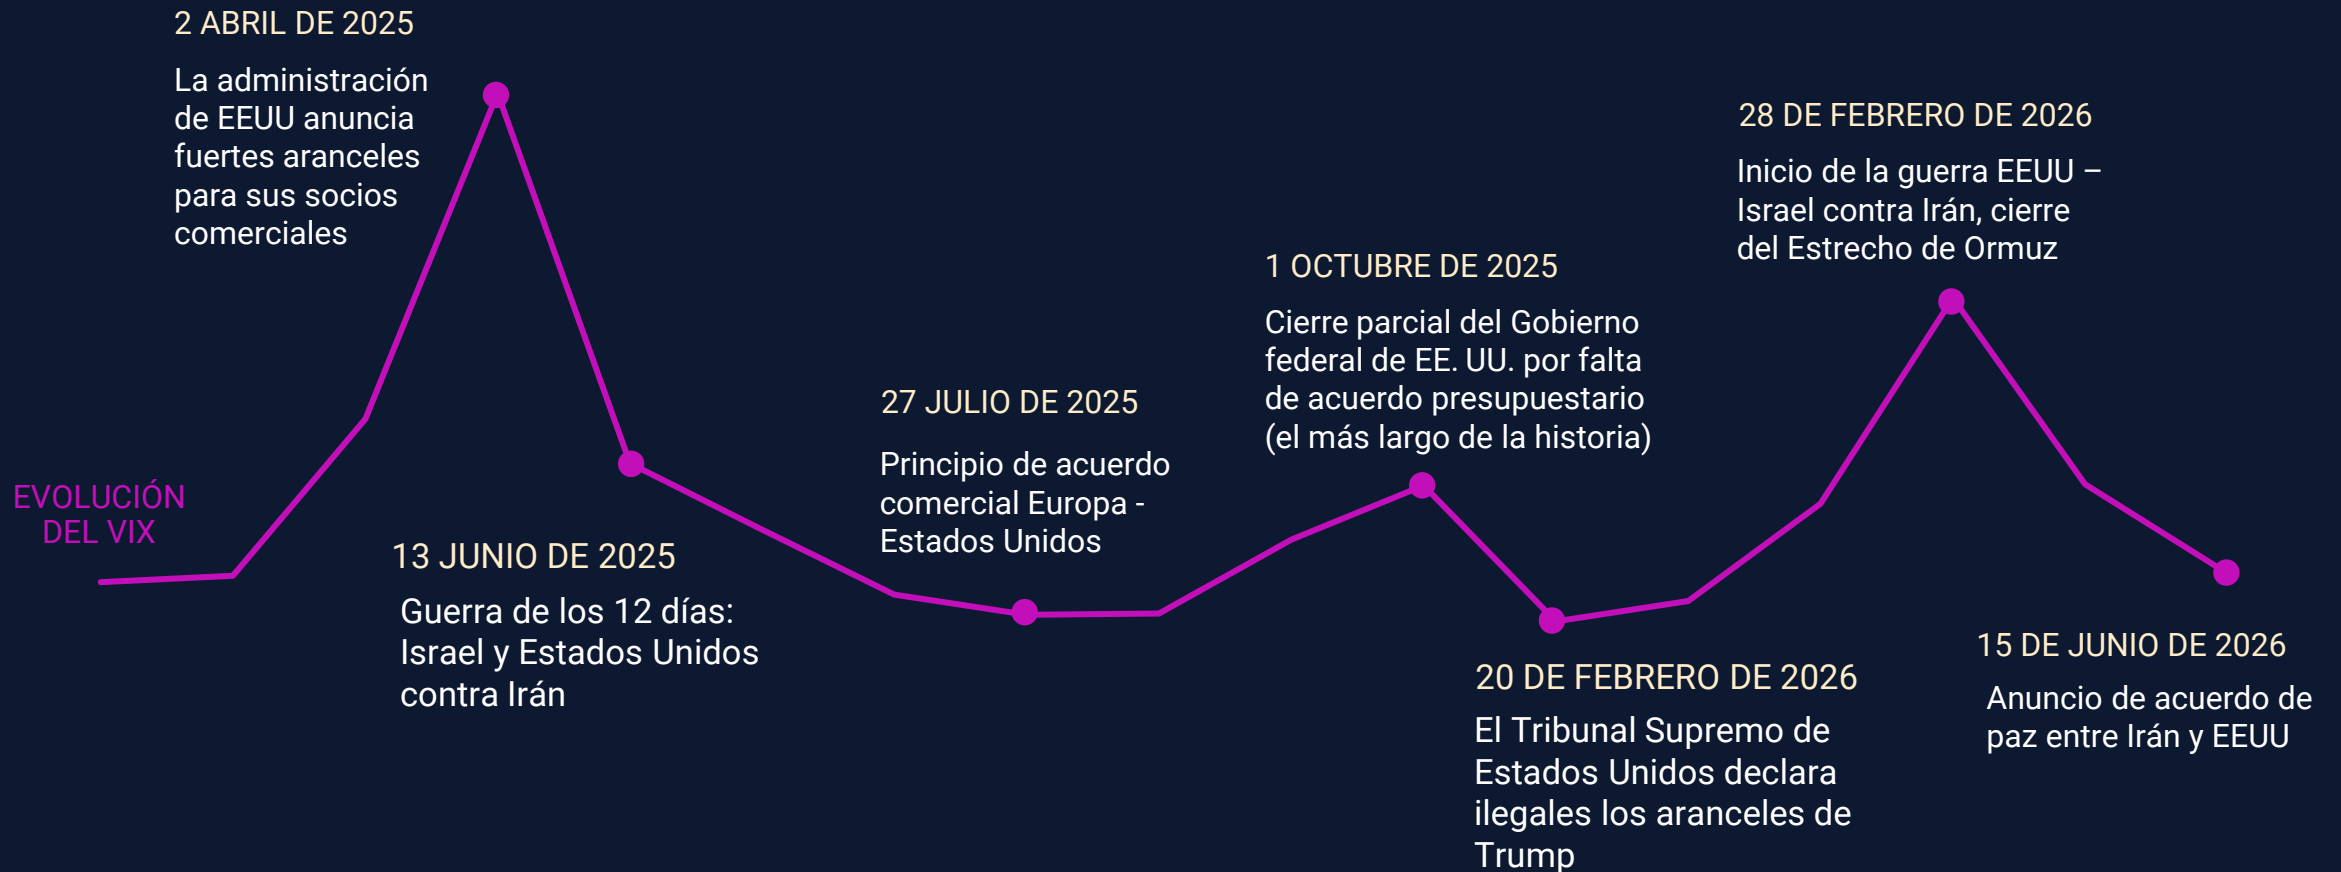 2 ABRIL DE 2025
La administración
de EEUU anuncia
fuertes aranceles
para sus socios
comerciales
EVOLUCIÓN
DEL VIX
13 JUNIO DE 2025
Guerra de los 12 días:
Israel y Estados Unidos
contra Irán
27 JULIO DE 2025
Principio de acuerdo
comercial Europa -
Estados Unidos
1 OCTUBRE DE 2025
Cierre parcial del Gobierno
federal de EE. UU. por falta
de acuerdo presupuestario
(el más largo de la historia)
20 DE FEBRERO DE 2026
El Tribunal Supremo de
Estados Unidos declara
ilegales los aranceles de
Trump
28 DE FEBRERO DE 2026
Inicio de la guerra EEUU –
Israel contra Irán, cierre
del Estrecho de Ormuz
15 DE JUNIO DE 2026
Anuncio de acuerdo de
paz entre Irán y EEUU